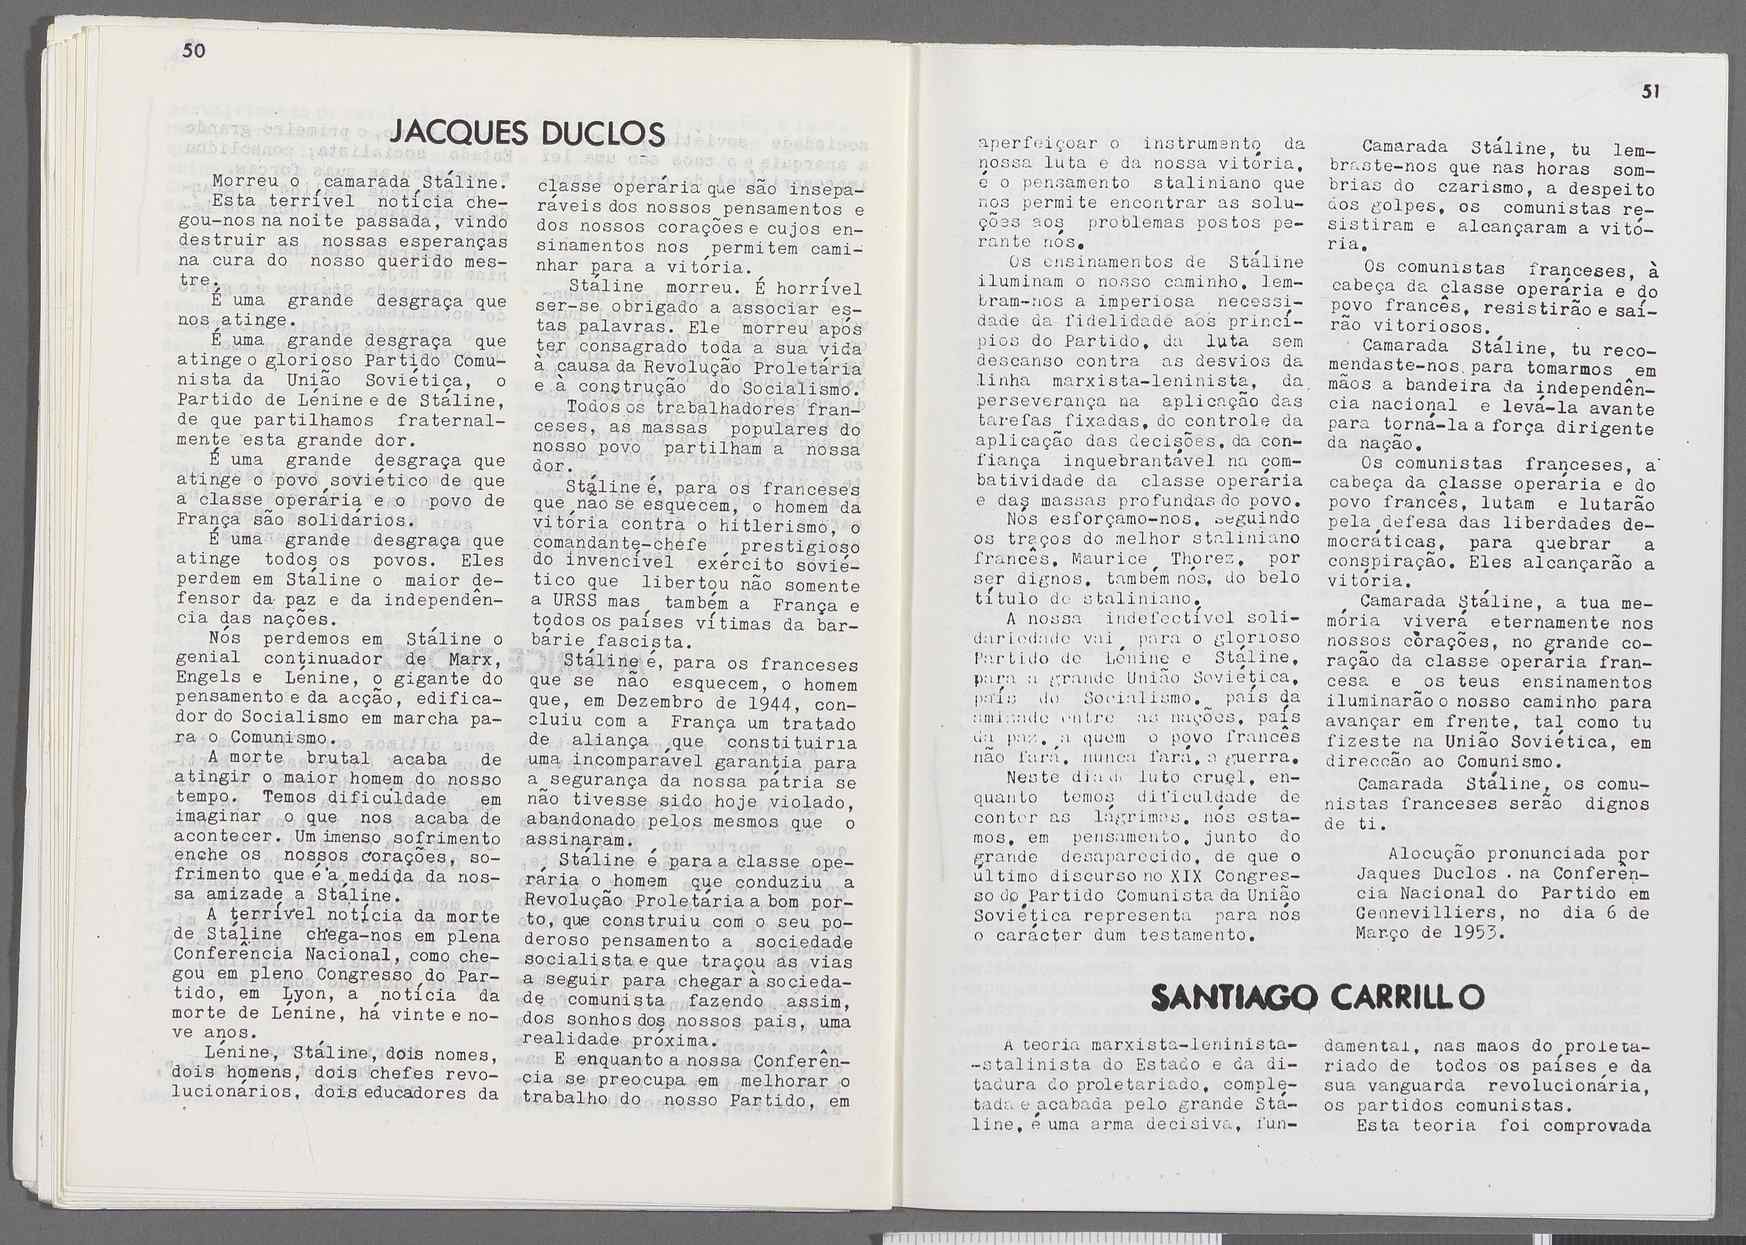 50
JACQUES DUCLOS
Morreu o camarada Stáline.
Esta terrível notícia che-
gou-nos na noite passada, vindo
destruir as nossas esperanças
na cura do nosso querido mes-
tre.
É uma grande desgraça que
nos atinge.
É uma grande desgraça que
atinge o glorioso Partido Comu-
nista da União Soviética, o
Partido de Lénine e de Stáline,
de que partilhamos fraternal-
mente esta grande dor.
É uma grande desgraça que
atinge o povo soviético de que
a classe operária e o povo de
França são solidários.
É uma grande desgraça que
atinge todos os povos. Eles
perdem em Stáline o maior de-
fensor da paz e da independên-
cia das nações.
Nós perdemos em Stáline o
genial continuador de Marx,
Engels e Lénine, o gigante do
pensamento e da acção, edifica-
dor do Socialismo em marcha pa-
ra o Comunismo.
A morte brutal acaba de
atingir o maior homem do nosso
tempo. Temos dificuldade em
imaginar o que nos acaba de
acontecer. Um imenso sofrimento
enche os nossos corações, so-
frimento que é a medida da nos-
sa amizade a Stáline.
A terrível notícia da morte
de Stáline chega-nos em plena
Conferência Nacional, como che-
gou em pleno Congresso do Par-
tido, em Lyon, a notícia da
morte de Lénine, há vinte e no-
ve anos.
Lénine, Stáline, dois nomes,
dois homens, dois chefes revo-
lucionários, dois educadores da
classe operária que são insepa-
ráveis dos nossos pensamentos e
dos nossos corações e cujos en-
sinamentos nos permitem cami-
nhar para a vitória.
Stáline morreu. É horrível
ser-se obrigado a associar es-
tas palavras. Ele morreu após
ter consagrado toda a sua vida
à causa da Revolução Proletária
e à construção do Socialismo.
Todos os trabalhadores fran-
ceses, as massas populares do
nosso povo partilham a nossa
dor.
Stáline é, para os franceses
que não se esquecem, o homem da
vitória contra o hitlerismo, o
comandante-chefe prestigioso
do invencível exército sovié-
tico que libertou não somente
a URSS mas também a França e
todos os países vítimas da bar-
bárie fascista.
Stáline é, para os franceses
que se não esquecem, o homem
que, em Dezembro de 1944, con-
cluiu com a França um tratado
de aliança que constituiria
uma incomparável garantia para
a segurança da nossa pátria se
não tivesse sido hoje violado,
abandonado pelos mesmos que o
assinaram.
Stáline é para a classe ope-
rária o homem que conduziu a
Revolução Proletária a bom por-
to, que construiu com o seu po-
deroso pensamento a sociedade
socialista e que traçou as vias
a seguir para chegar à socieda-
de comunista fazendo assim,
dos sonhos dos nossos pais, uma
realidade próxima.
E enquanto a nossa Conferên-
cia se preocupa em melhorar o
trabalho do nosso Partido, em
51
aperfeiçoar o instrumento da
nossa luta e da nossa vitória,
é o pensamento staliniano que
nos permite encontrar as solu-
ções aos problemas postos pe-
rante nós.
Os ensinamentos de Stáline
iluminam o nosso caminho, lem-
bram-nos a imperiosa necessi-
dade da fidelidade aos princí-
pios do Partido, da luta sem
descanso contra as desvios da
linha marxista-leninista, da
perseverança na aplicação das
tarefas fixadas, do controle da
aplicação das decisões, da con-
fiança inquebrantável na com-
batividade da classe operária
e das massas profundas do povo.
Nós esforçamo-nos, seguindo
os traços do melhor staliniano
francês, Maurice Thorez, por
ser dignos, também nós, do belo
título de staliniano.
A nossa indefectível soli-
dariedade vai para o glorioso
Partido de Lénine e Stáline,
para a grande União Soviética,
país do Socialismo, país da
amizade entre as nações, país
da paz, a quem o povo francês
não fará, nunca fará, a guerra.
Neste dia de luto cruel, en-
quanto temos dificuldade de
conter as lágrimas, nós esta-
mos, em pensamento, junto do
grande desaparecido, de que o
último discurso no XIX Congres-
so do Partido Comunista da União
Soviética representa para nós
o carácter dum testamento.
Camarada Stáline, tu lem-
braste-nos que nas horas som-
brias do czarismo, a despeito
dos golpes, os comunistas re-
sistiram e alcançaram a vitó-
ria.
Os comunistas franceses, à
cabeça da classe operária e do
povo francês, resistirão e saí-
rão vitoriosos.
Camarada Stáline, tu reco-
mendaste-nos para tomarmos em
mãos a bandeira da independên-
cia nacional e levá-la avante
para torná-la a força dirigente
da nação.
Os comunistas franceses, a
cabeça da classe operária e do
povo francês, lutam e lutarão
pela defesa das liberdades de-
mocráticas, para quebrar a
conspiração. Eles alcançarão a
vitória.
Camarada Stáline, a tua me-
mória viverá eternamente nos
nossos corações, no grande co-
ração da classe operária fran-
cesa e os teus ensinamentos
iluminarão o nosso caminho para
avançar em frente, tal como tu
fizeste na União Soviética, em
direcção ao Comunismo.
Camarada Stáline, os comu-
nistas franceses serão dignos
de ti.
Alocução pronunciada por
Jaques Duclos . na Conferên-
cia Nacional do Partido em
Gennevilliers, no dia 6 de
Março de 1953.
SANTIAGO CARRILLO
A teoria marxista-leninista-
-stalinista do Estado e da di-
tadura do proletariado, comple-
tada e acabada pelo grande Stá-
line, é uma arma decisiva, fun-
damental, nas maos do proleta-
riado de todos os países e da
sua vanguarda revolucionária,
os partidos comunistas.
Esta teoria foi comprovada